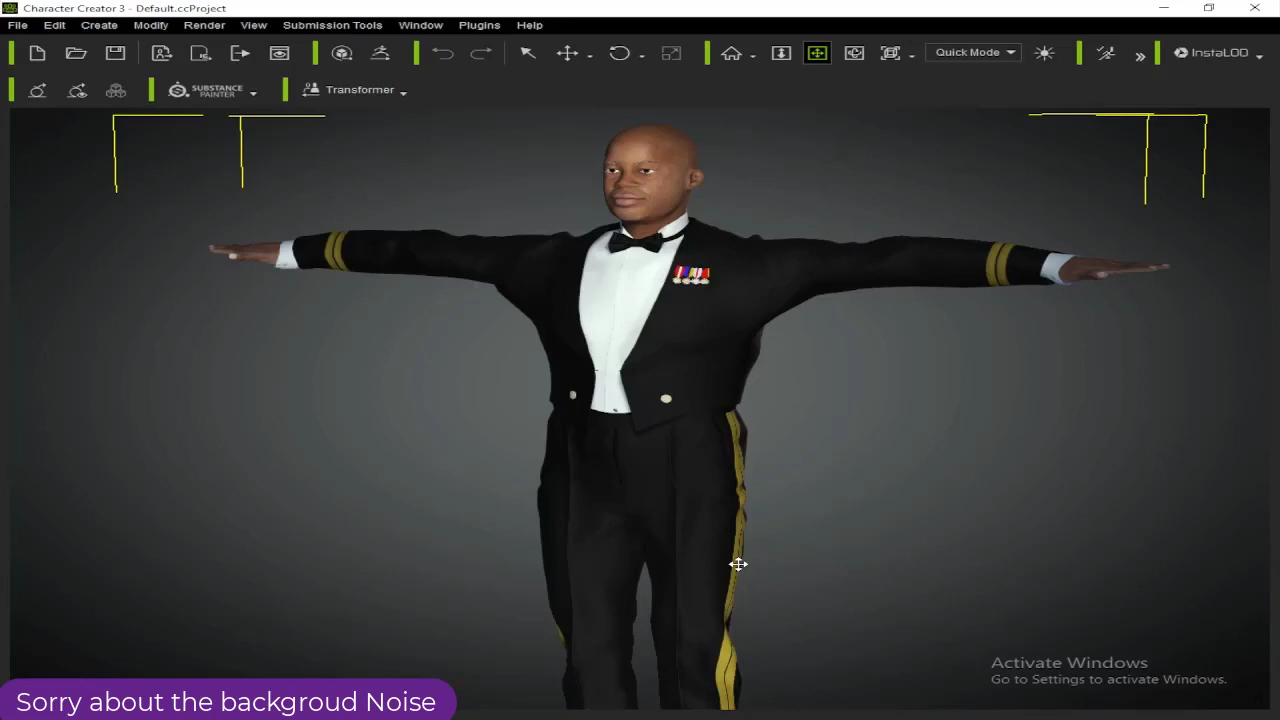 Character Creator 3 - Default.ccProject
File Edit Create Modify Render View Submission Tools Window Plugins Help
Quick Mode
InstaLOD
SUBSTANCE
PAINTER
Transformer
Activate Windows
Go to Settings to activate Windows.
Sorry about the backgroud Noise